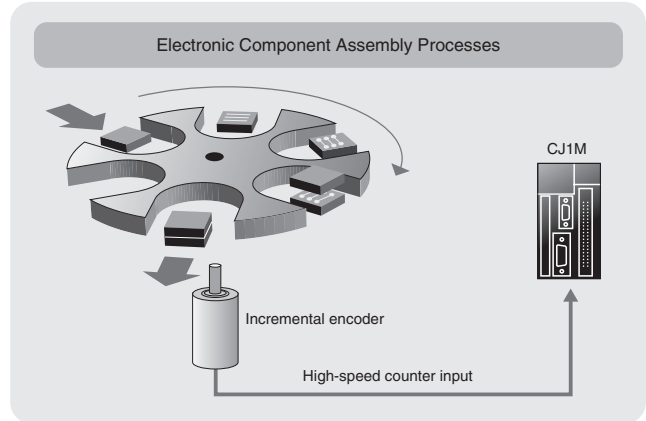 Electronic Component Assembly Processes
CJ1M
Incremental encoder
High-speed counter input